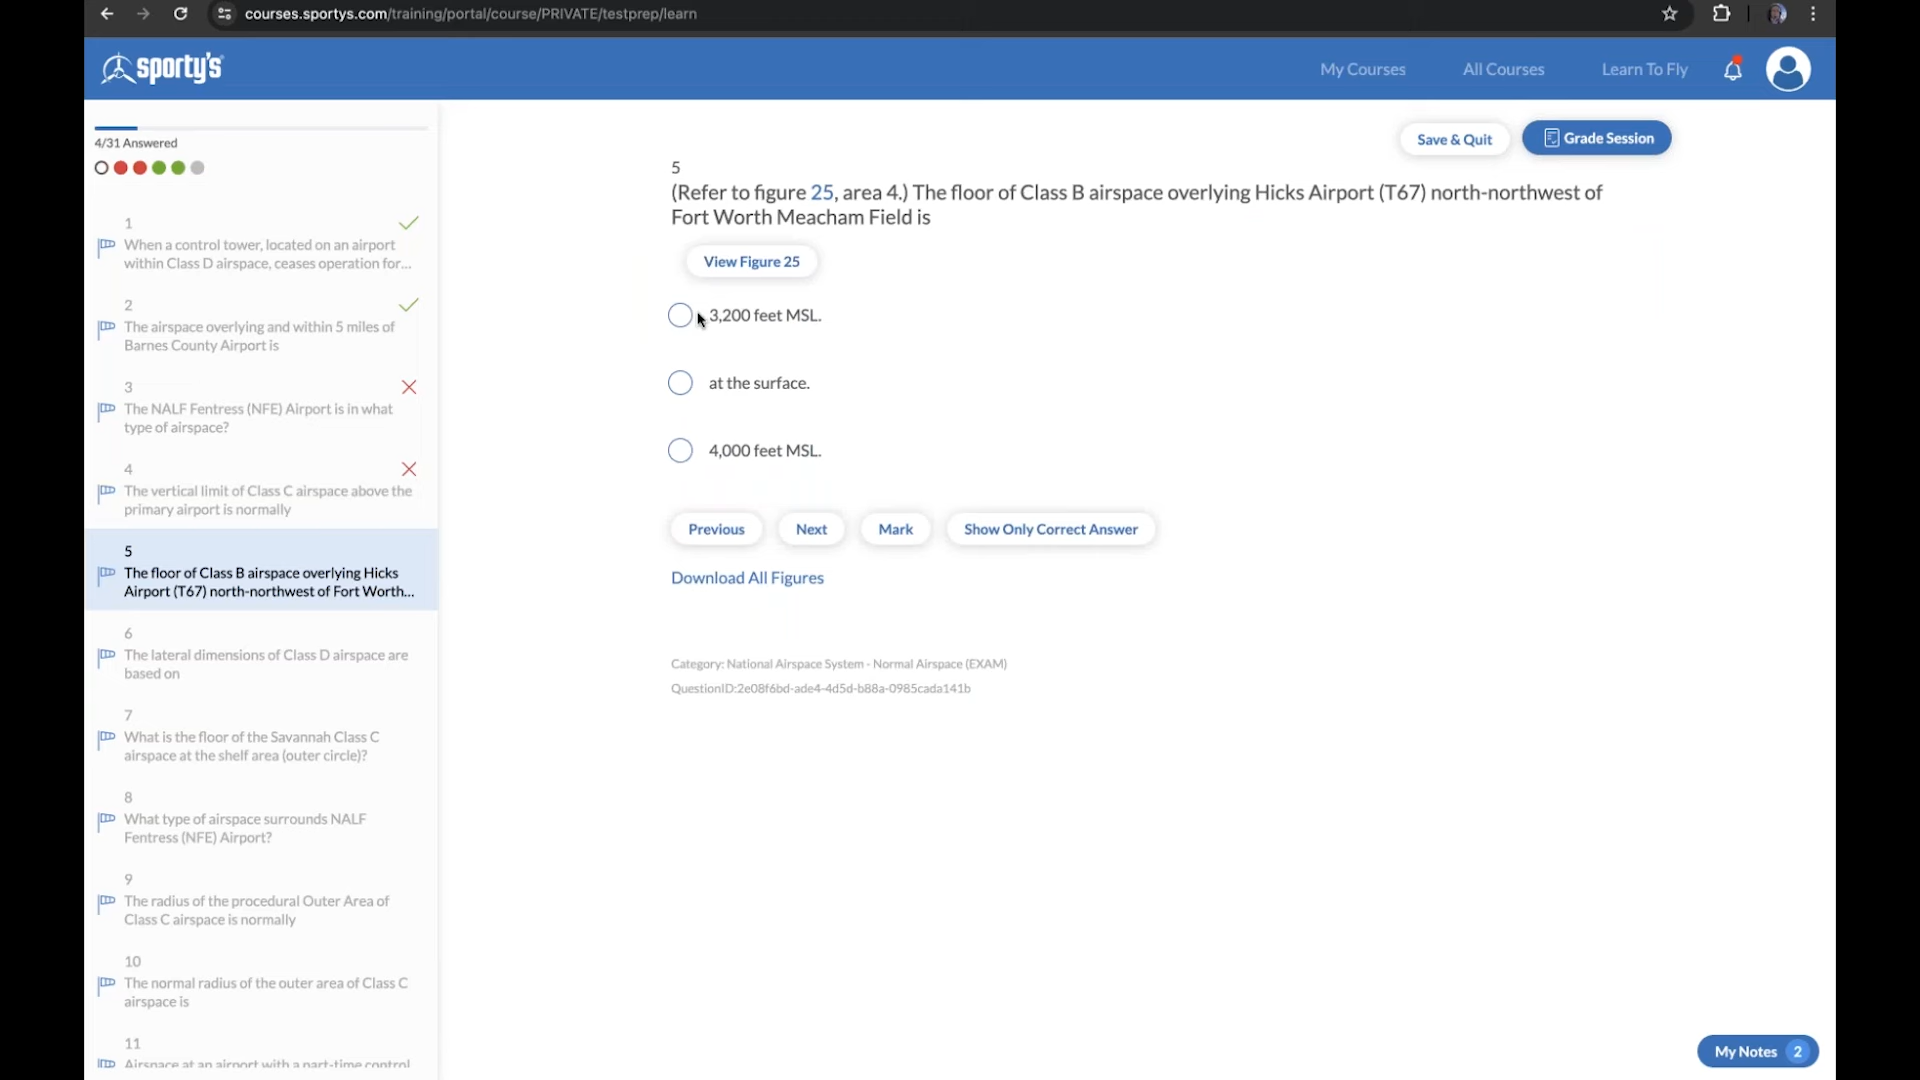 courses.sportys.com/training/portal/course/PRIVATE/testprep/learn
sporty's
My Courses
All Courses
Learn To Fly
4/31 Answered
1
When a control tower, located on an airport
within Class D airspace, ceases operation for...
2
The airspace overlying and within 5 miles of
Barnes County Airport is
3
The NALF Fentress (NFE) Airport is in what
type of airspace?
4
The vertical limit of Class C airspace above the
primary airport is normally
5
The floor of Class B airspace overlying Hicks
Airport (T67) north-northwest of Fort Worth...
6
The lateral dimensions of Class D airspace are
based on
7
What is the floor of the Savannah Class C
airspace at the shelf area (outer circle)?
8
What type of airspace surrounds NALF
Fentress (NFE) Airport?
9
The radius of the procedural Outer Area of
Class C airspace is normally
10
The normal radius of the outer area of Class C
airspace is
11
Airspace at an airport with a part-time control
Save & Quit
Grade Session
5
(Refer to figure 25, area 4.) The floor of Class B airspace overlying Hicks Airport (T67) north-northwest of
Fort Worth Meacham Field is
View Figure 25
3,200 feet MSL.
at the surface.
4,000 feet MSL.
Previous
Next
Mark
Show Only Correct Answer
Download All Figures
Category: National Airspace System - Normal Airspace (EXAM)
QuestionID:2e08f6bd-ade4-4d5d-b88a-0985cada141b
My Notes 2